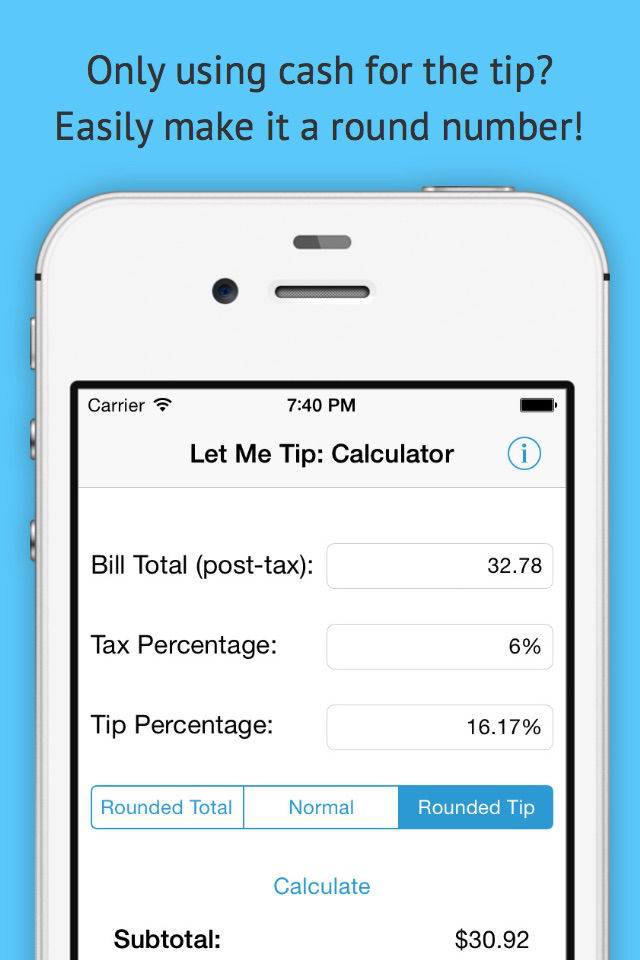 Only using cash for the tip?
Easily make it a round number!
Carrier 7:40 PM
Let Me Tip: Calculator i
Bill Total (post-tax): 32.78
Tax Percentage: 6%
Tip Percentage: 16.17%
Rounded Total Normal Rounded Tip
Calculate
Subtotal: $30.92